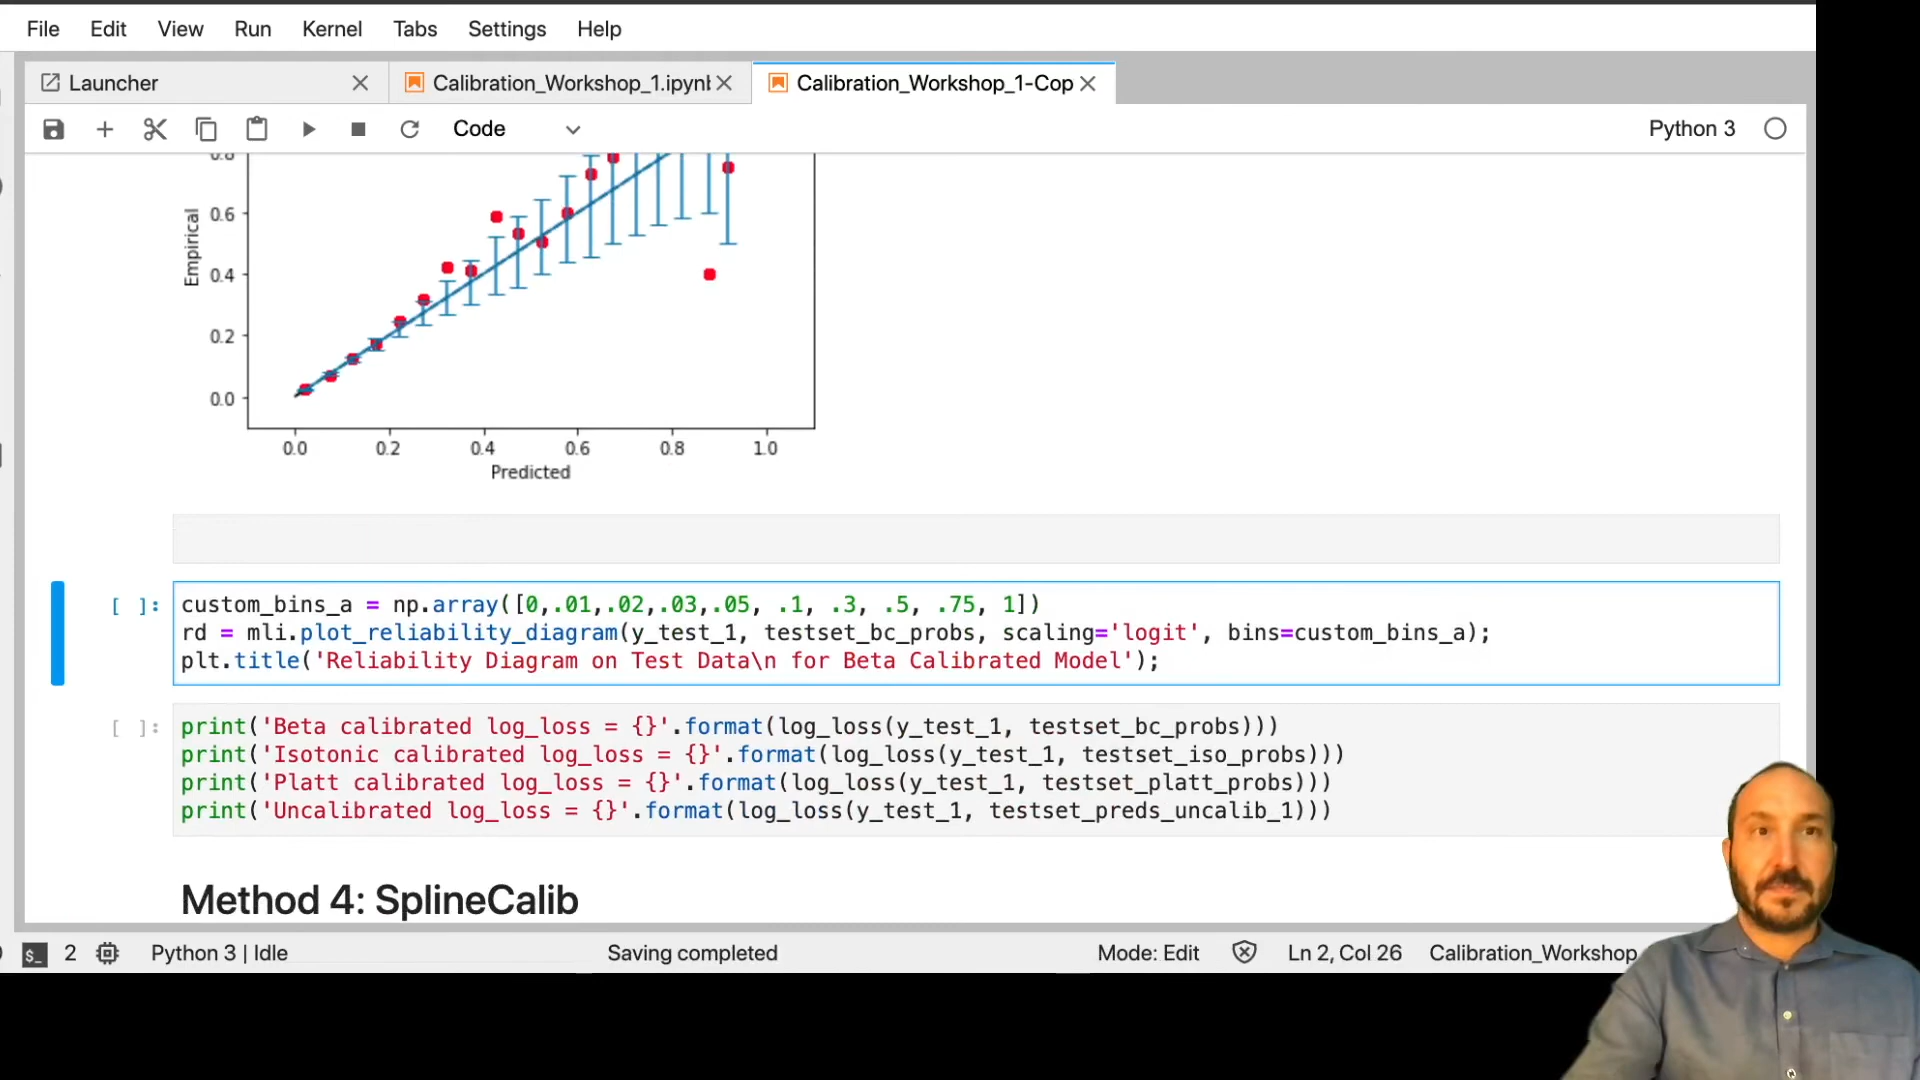 File Edit View Run Kernel Tabs Settings Help
Launcher Calibration_Workshop_1.ipynb Calibration_Workshop_1-Cop
Code Python 3
0.8
0.6
0.4
0.2
0.0
Empirical
0.0 0.2 0.4 0.6 0.8 1.0
Predicted
[ ]: custom_bins_a = np.array([0,.01,.02,.03,.05, .1, .3, .5, .75, 1])
rd = mli.plot_reliability_diagram(y_test_1, testset_bc_probs, scaling='logit', bins=custom_bins_a);
plt.title('Reliability Diagram on Test Data\n for Beta Calibrated Model');
[ ]: print('Beta calibrated log_loss = {}'.format(log_loss(y_test_1, testset_bc_probs)))
print('Isotonic calibrated log_loss = {}'.format(log_loss(y_test_1, testset_iso_probs)))
print('Platt calibrated log_loss = {}'.format(log_loss(y_test_1, testset_platt_probs)))
print('Uncalibrated log_loss = {}'.format(log_loss(y_test_1, testset_preds_uncalib_1)))
Method 4: SplineCalib
$_ 2 Python 3 | Idle Saving completed Mode: Edit Ln 2, Col 26 Calibration_Workshop